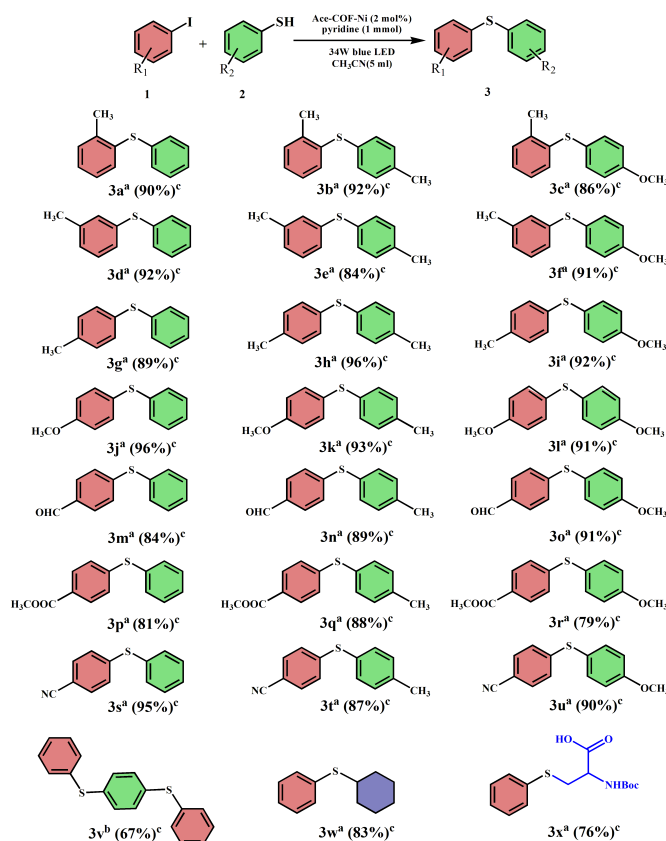 I SH Ace-COF-Ni (2 mol%) S
pyridine (1 mmol)
+
R1 R2 34W blue LED R1 R2
CH3CN(5 ml)
1 2 3
CH3 CH3 CH3
S S S
CH3 OCH3
3aᵃ (90%)ᶜ 3bᵃ (92%)ᶜ 3cᵃ (86%)ᶜ
H3C S H3C S H3C S
CH3 OCH3
3dᵃ (92%)ᶜ 3eᵃ (84%)ᶜ 3fᵃ (91%)ᶜ
S S S
H3C H3C CH3 H3C OCH3
3gᵃ (89%)ᶜ 3hᵃ (96%)ᶜ 3iᵃ (92%)ᶜ
S S S
H3CO H3CO CH3 H3CO OCH3
3jᵃ (96%)ᶜ 3kᵃ (93%)ᶜ 3lᵃ (91%)ᶜ
S S S
OHC OHC CH3 OHC OCH3
3mᵃ (84%)ᶜ 3nᵃ (89%)ᶜ 3oᵃ (91%)ᶜ
S S S
H3COOC H3COOC CH3 H3COOC OCH3
3pᵃ (81%)ᶜ 3qᵃ (88%)ᶜ 3rᵃ (79%)ᶜ
S S S
NC NC CH3 NC OCH3
3sᵃ (95%)ᶜ 3tᵃ (87%)ᶜ 3uᵃ (90%)ᶜ
HO O
S S S S NHBoc
3vᵇ (67%)ᶜ 3wᵃ (83%)ᶜ 3xᵃ (76%)ᶜ